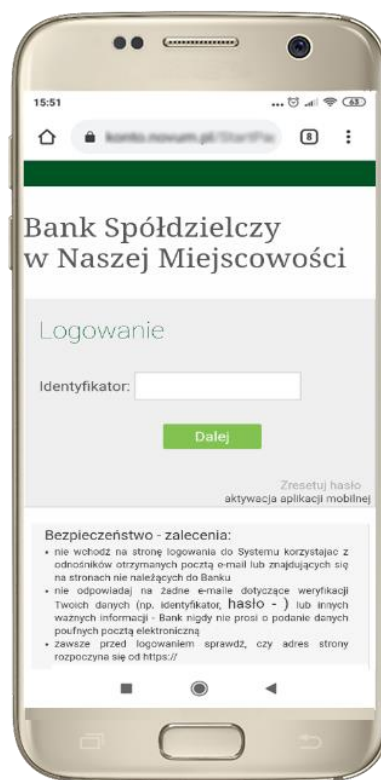 15:51
63
8
Bank Spółdzielczy
w Naszej Miejscowości
Logowanie
Identyfikator:
Dalej
Zresetuj hasło
aktywacja aplikacji mobilnej
Bezpieczeństwo - zalecenia:
• nie wchodź na stronę logowania do Systemu korzystajac z
odnośników otrzymanych pocztą e-mail lub znajdujących się
na stronach nie należących do Banku
• nie odpowiadaj na żadne e-maile dotyczące weryfikacji
Twoich danych (np. identyfikator, hasło - ) lub innych
ważnych informacji - Bank nigdy nie prosi o podanie danych
poufnych pocztą elektroniczną
• zawsze przed logowaniem sprawdź, czy adres strony
rozpoczyna się od https://